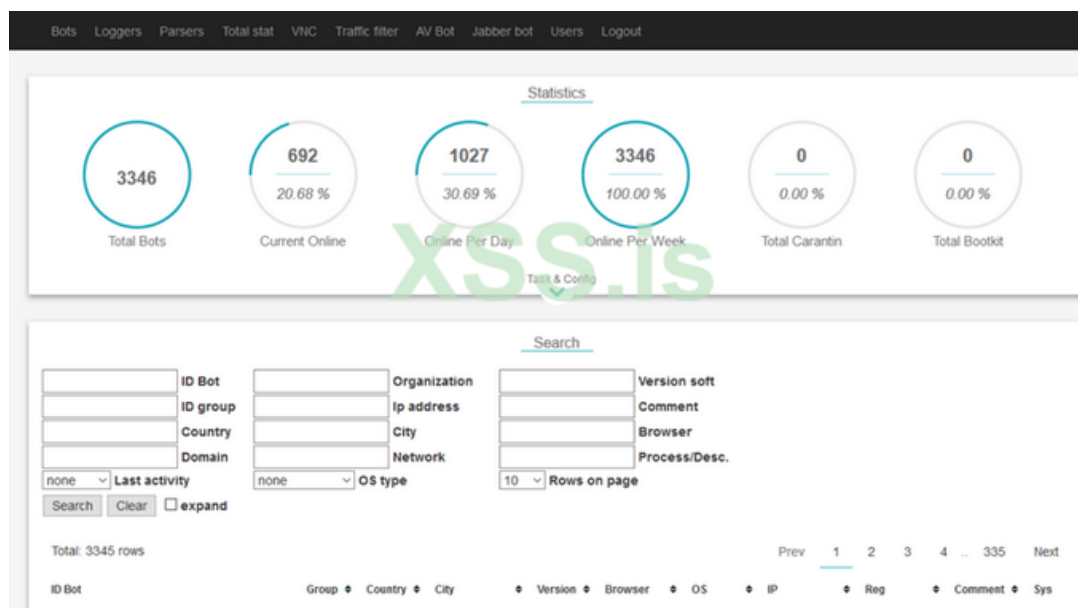 Bots Loggers Parsers Total stat VNC Traffic filter AV Bot Jabber bot Users Logout
Statistics
3346 692 1027 3346 0 0
20.68 % 30.69 % 100.00 % 0.00 % 0.00 %
Total Bots Current Online Online Per Day Online Per Week Total Carantin Total Bootkit
XSS.is
Task & Config
Search
ID Bot Organization Version soft
ID group Ip address Comment
Country City Browser
Domain Network Process/Desc.
none Last activity none OS type 10 Rows on page
Search Clear expand
Total: 3345 rows Prev 1 2 3 4 .. 335 Next
ID Bot Group Country City Version Browser OS IP Reg Comment Sys